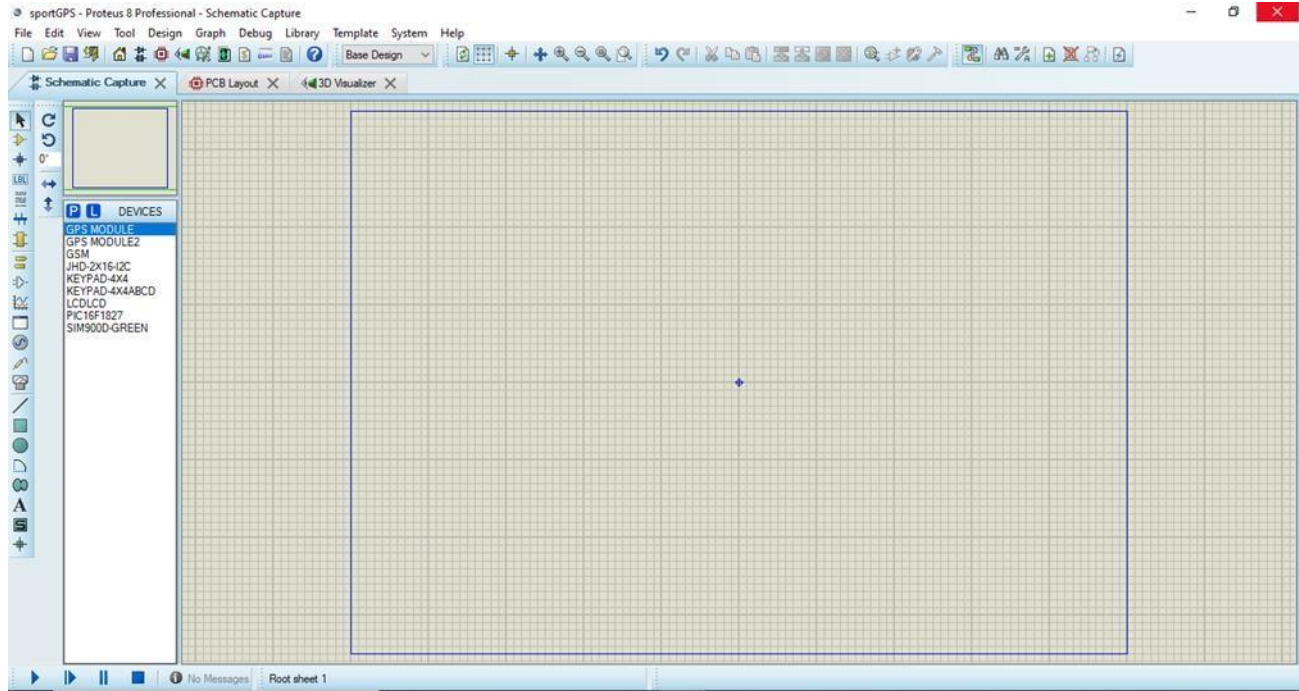 sportGPS - Proteus 8 Professional - Schematic Capture
File Edit View Tool Design Graph Debug Library Template System Help
Base Design
Schematic Capture
PCB Layout
3D Visualizer
0°
LBL
P L DEVICES
GPS MODULE
GPS MODULE2
GSM
JHD-2X16-I2C
KEYPAD-4X4
KEYPAD-4X4ABCD
LCDLCD
PIC16F1827
SIM900D-GREEN
A
S
No Messages
Root sheet 1